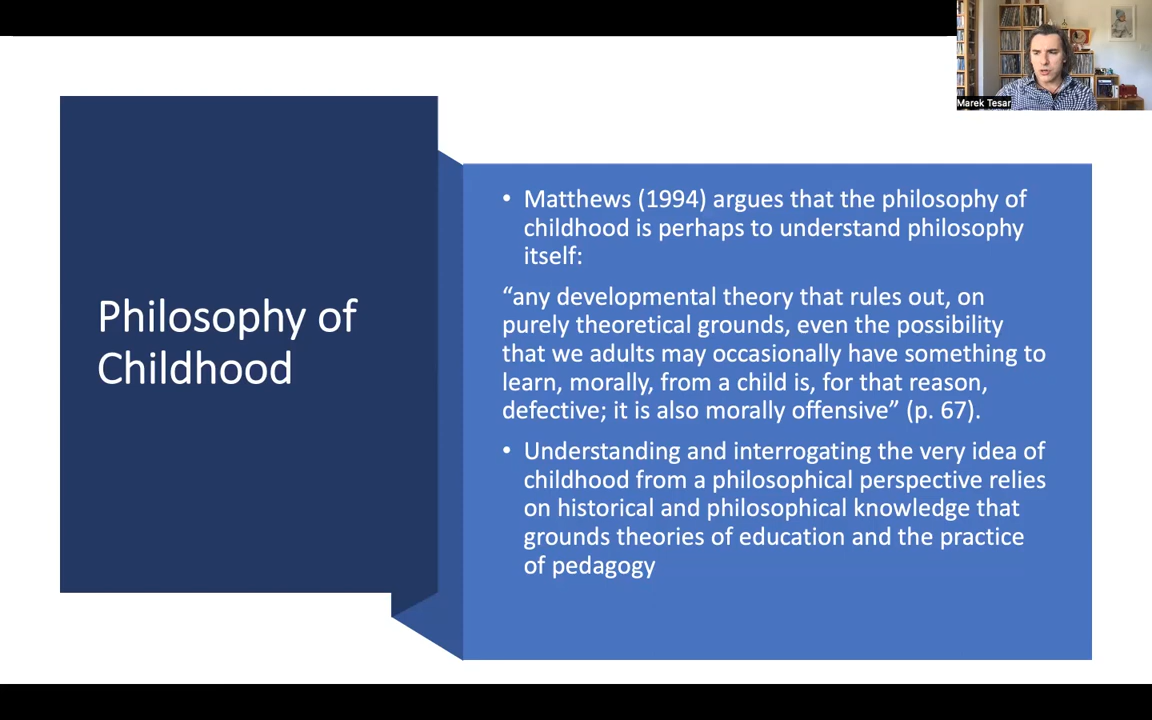 Marek Tesar
Philosophy of
Childhood
• Matthews (1994) argues that the philosophy of
childhood is perhaps to understand philosophy
itself:
“any developmental theory that rules out, on
purely theoretical grounds, even the possibility
that we adults may occasionally have something to
learn, morally, from a child is, for that reason,
defective; it is also morally offensive” (p. 67).
• Understanding and interrogating the very idea of
childhood from a philosophical perspective relies
on historical and philosophical knowledge that
grounds theories of education and the practice
of pedagogy